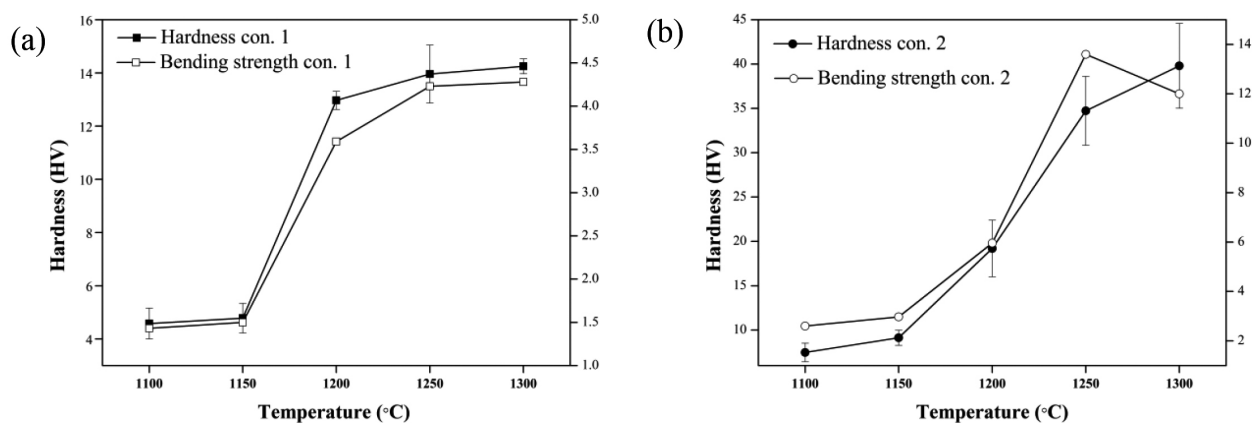 (a)
Hardness con. 1
Bending strength con. 1
Hardness (HV)
16
14
12
10
8
6
4
5.0
4.5
4.0
3.5
3.0
2.5
2.0
1.5
1.0
1100 1150 1200 1250 1300
Temperature (°C)
(b)
Hardness con. 2
Bending strength con. 2
Hardness (HV)
45
40
35
30
25
20
15
10
14
12
10
8
6
4
2
1100 1150 1200 1250 1300
Temperature (°C)